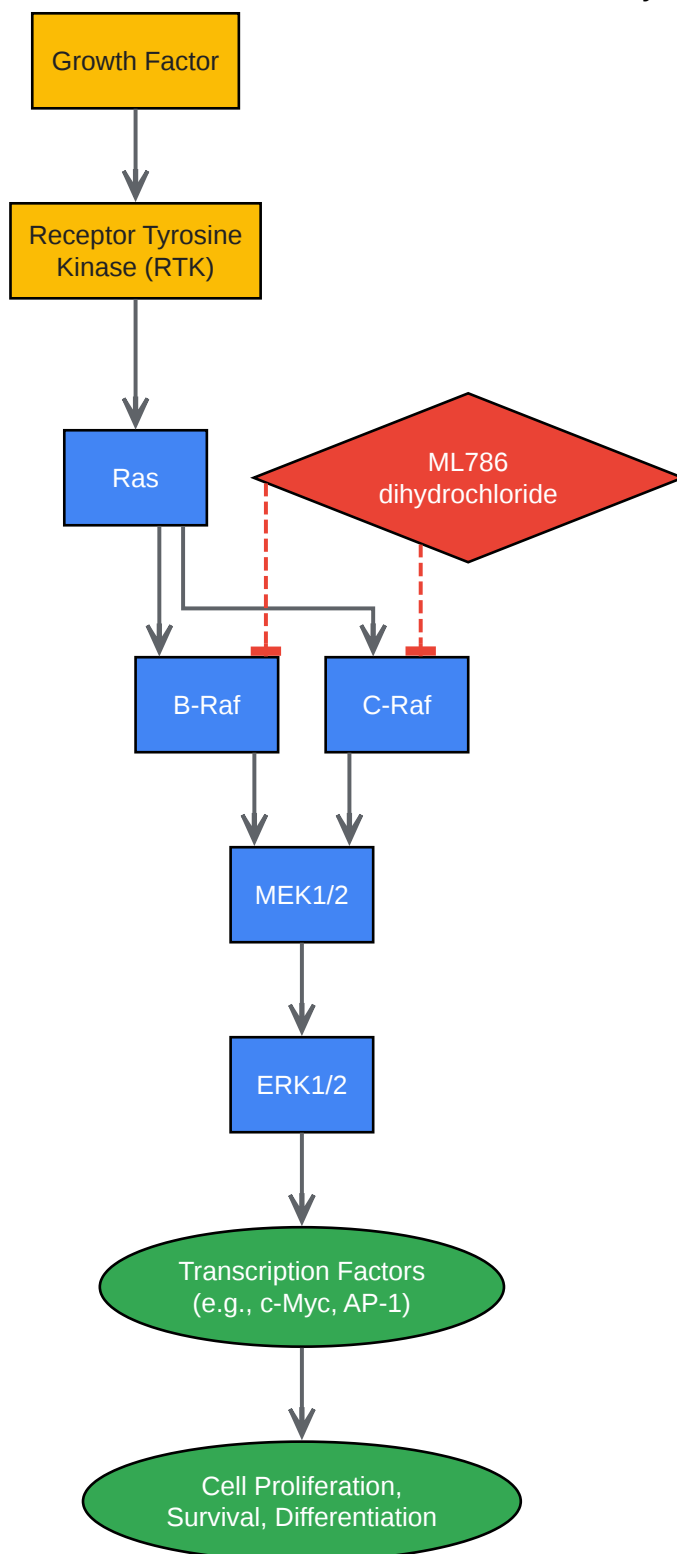 Growth Factor
Receptor Tyrosine
Kinase (RTK)
Ras
ML786
dihydrochloride
B-Raf
C-Raf
MEK1/2
ERK1/2
Transcription Factors
(e.g., c-Myc, AP-1)
Cell Proliferation,
Survival, Differentiation